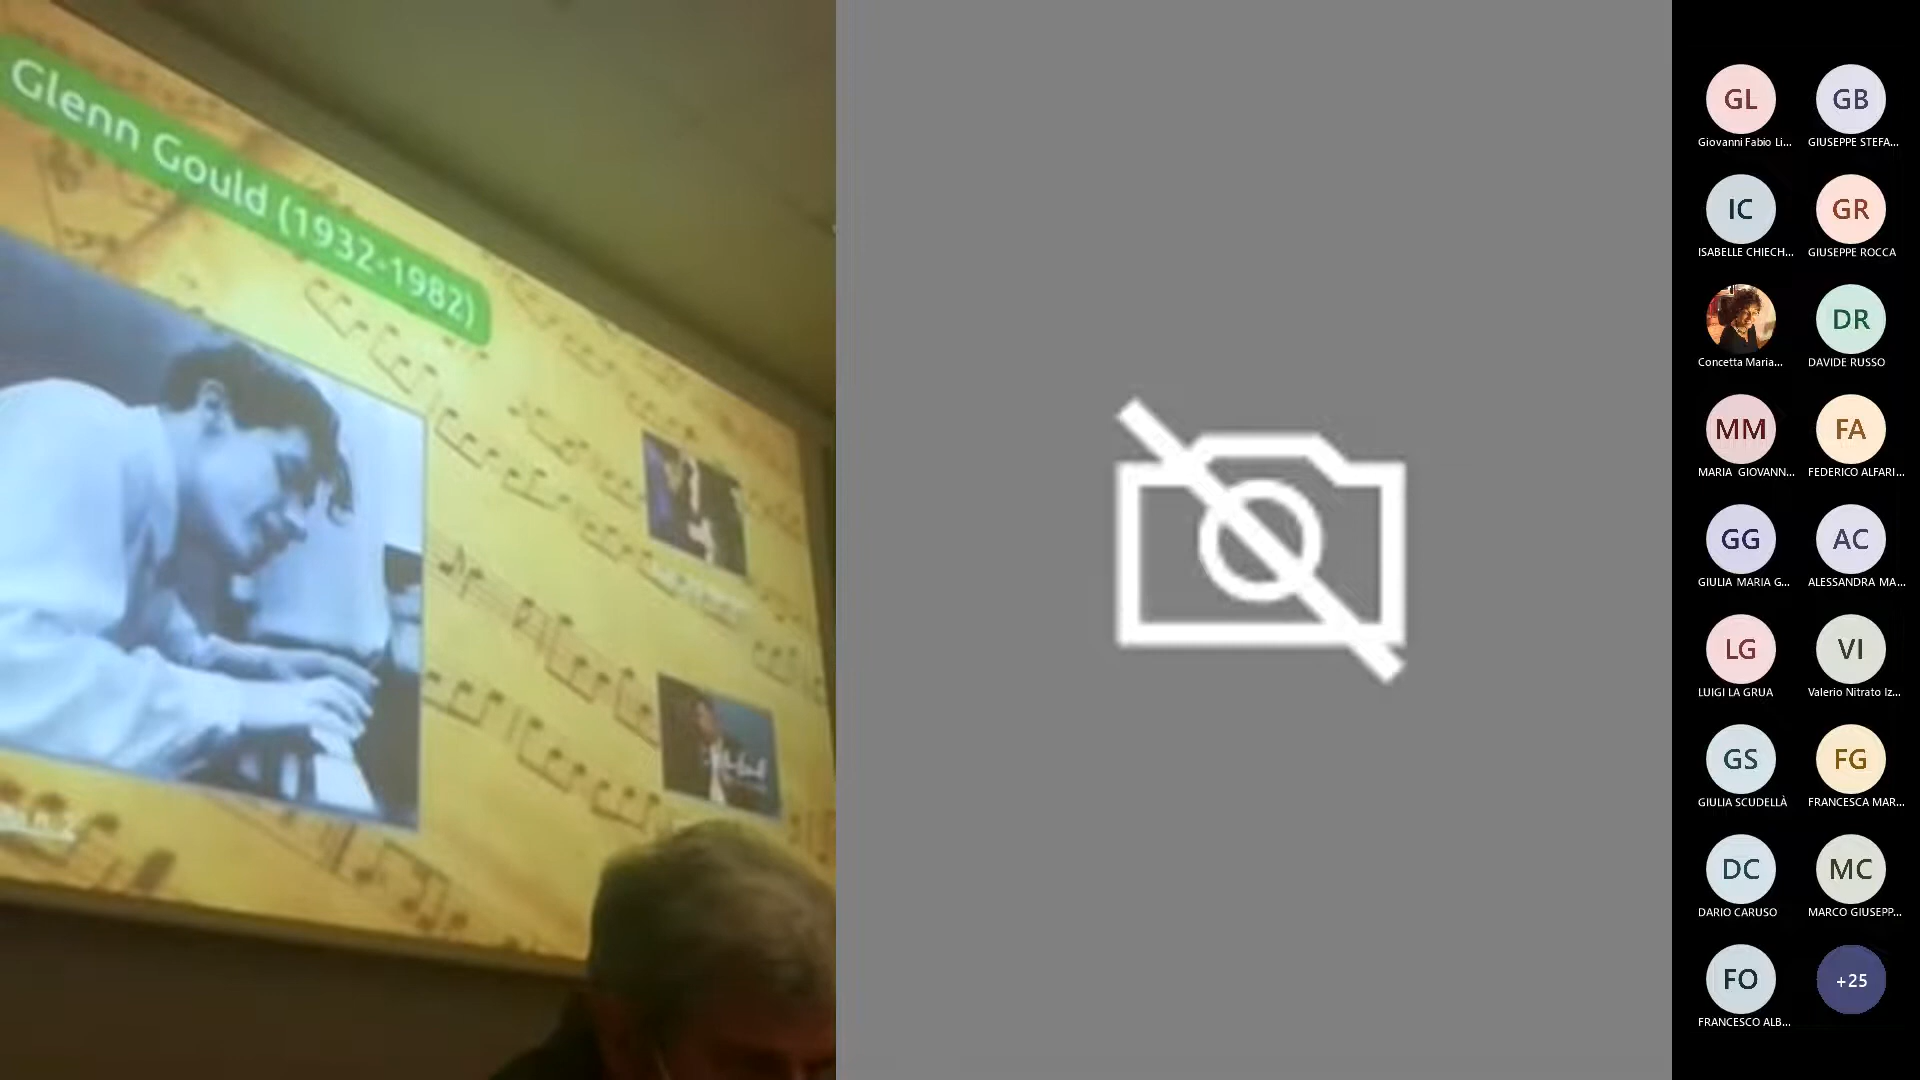 Glenn Gould (1932-1982)
GL
GB
Giovanni Fabio Li...
GIUSEPPE STEFA...
IC
GR
ISABELLE CHIECH...
GIUSEPPE ROCCA
DR
Concetta Maria...
DAVIDE RUSSO
MM
FA
MARIA GIOVANN...
FEDERICO ALFARI...
GG
AC
GIULIA MARIA G...
ALESSANDRA MA...
LG
VI
LUIGI LA GRUA
Valerio Nitrato Iz...
GS
FG
GIULIA SCUDELLÀ
FRANCESCA MAR...
DC
MC
DARIO CARUSO
MARCO GIUSEPP...
FO
+25
FRANCESCO ALB...